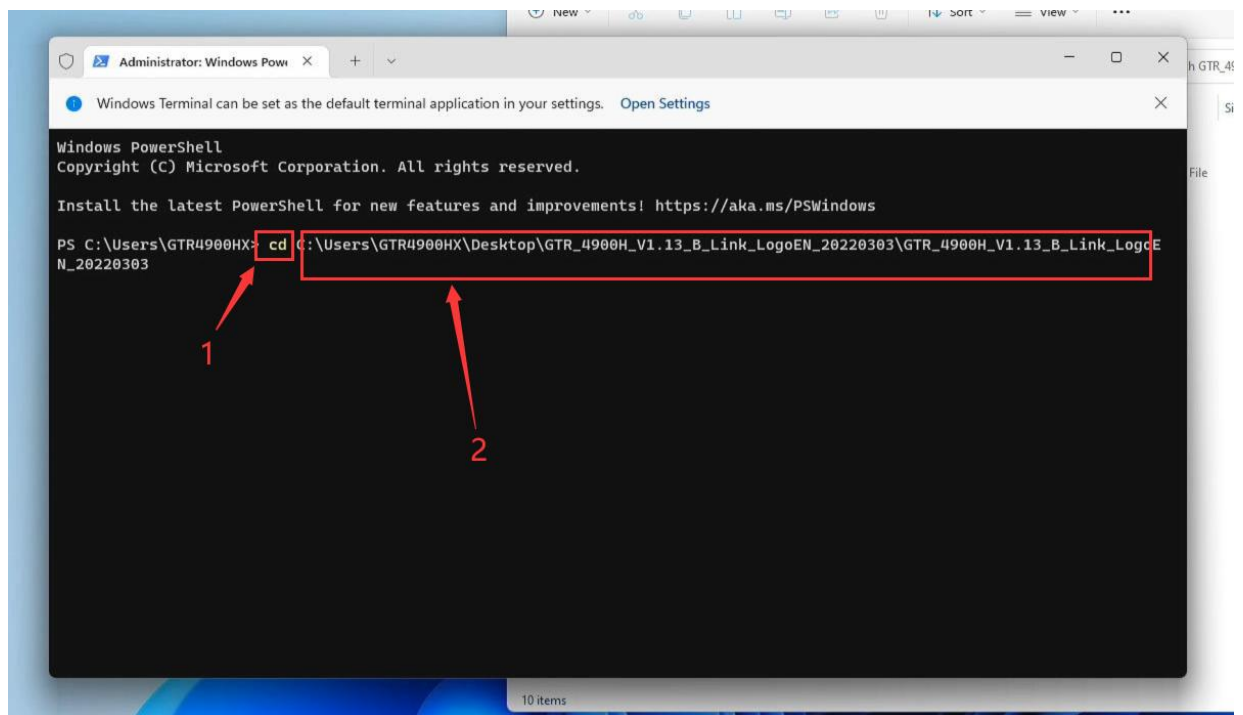 New Sort View ...
Administrator: Windows Powe
h GTR_49
Windows Terminal can be set as the default terminal application in your settings. Open Settings
Si
Windows PowerShell
Copyright (C) Microsoft Corporation. All rights reserved.
File
Install the latest PowerShell for new features and improvements! https://aka.ms/PSWindows
PS C:\Users\GTR4900HX> cd C:\Users\GTR4900HX\Desktop\GTR_4900H_V1.13_B_Link_LogoEN_20220303\GTR_4900H_V1.13_B_Link_LogoE
N_20220303
1
2
10 items